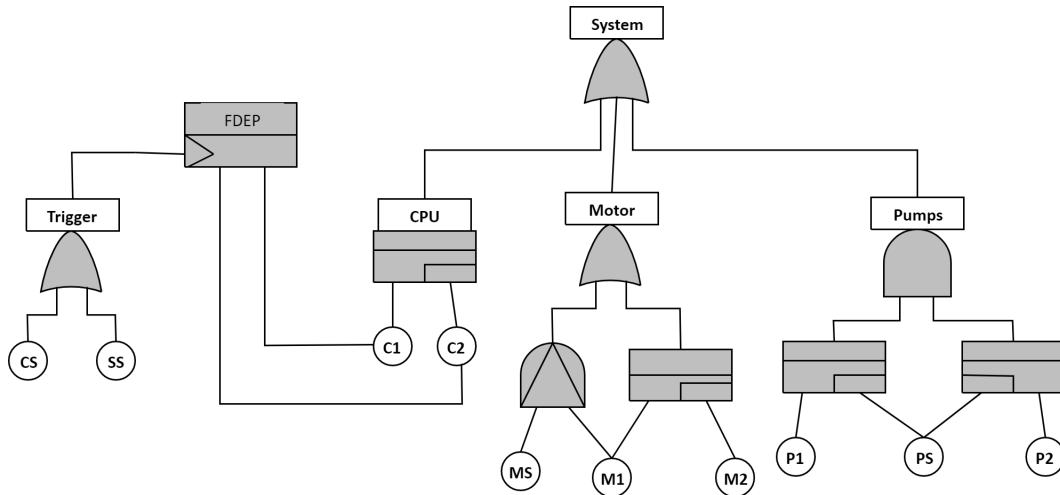 System
FDEP
Trigger
CPU
Motor
Pumps
CS
SS
C1
C2
MS
M1
M2
P1
PS
P2